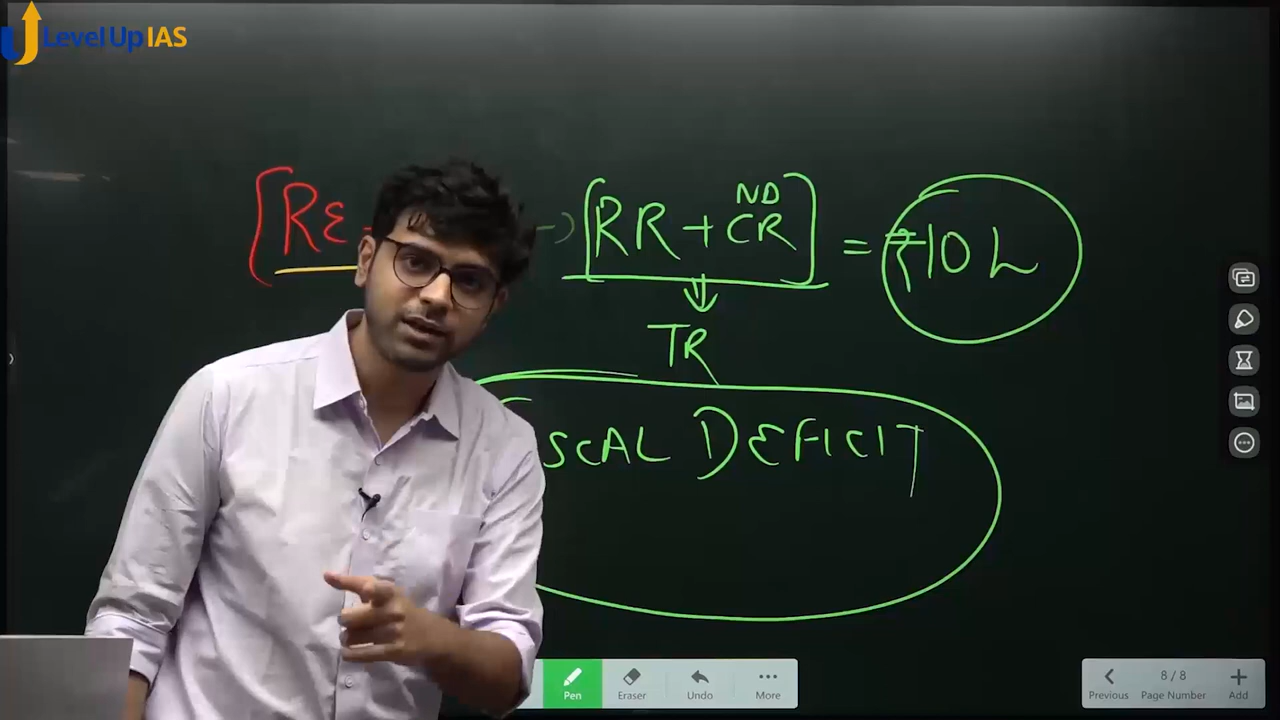 Level Up IAS
[RE [RR + CR] = ₹10 L
ND
TR
SCAL DEFICIT
Pen Eraser Undo More
Previous 8/8 Page Number Add